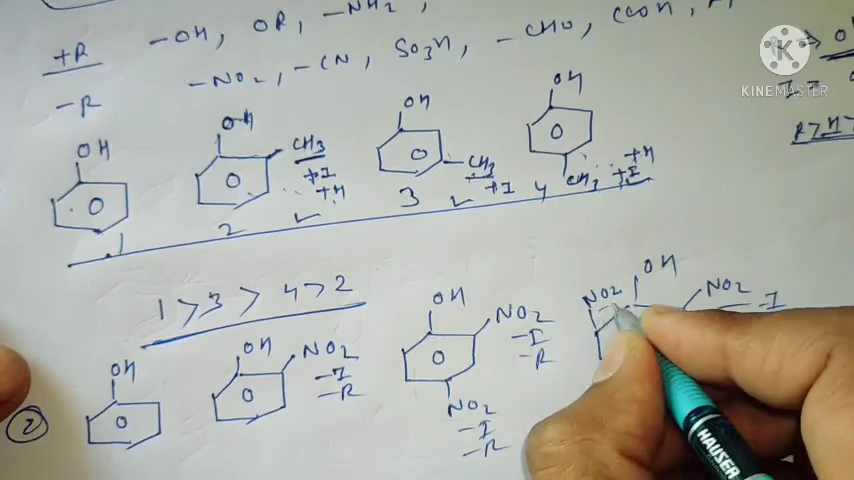 +R -OH, OR, -NH2,
-R -NO2, -CN, SO3H, -CHO, COOH,
KINEMASTER
OH OH CH3 +I +H OH CH3 +I OH CH3 +I +H
1 2 3 4
1 > 3 > 4 > 2
2 OH OH NO2 -I -R OH NO2 -I -R NO2 -I -R NO2 OH NO2 -I
HAUSER